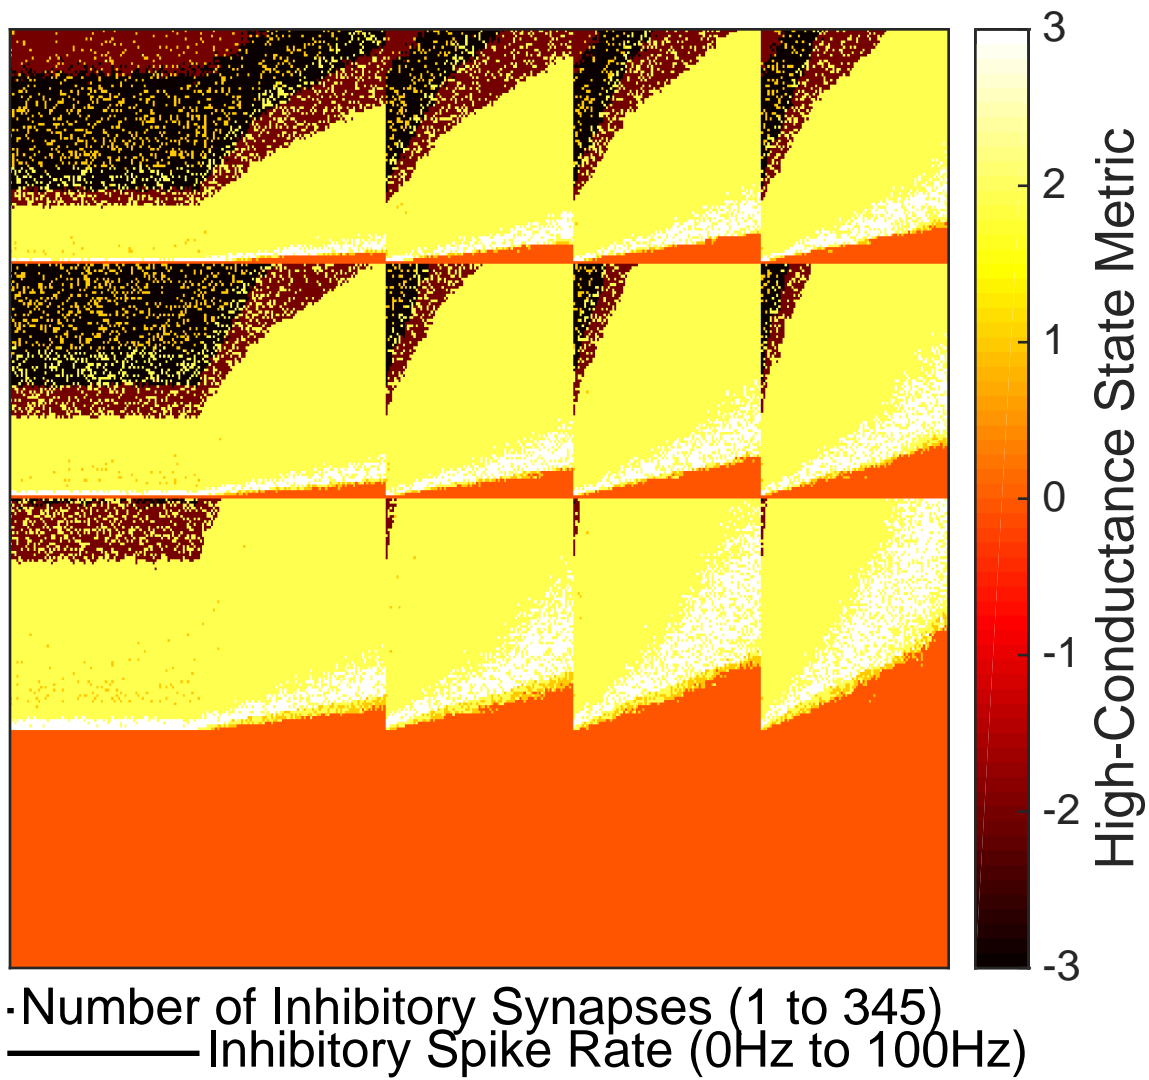 3
2
1
0
-1
-2
-3
High-Conductance State Metric
Number of Inhibitory Synapses (1 to 345)
Inhibitory Spike Rate (0Hz to 100Hz)